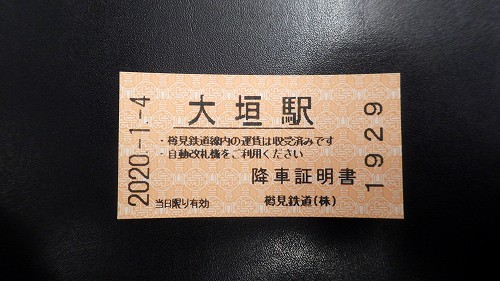 2020-1.-4
大垣駅
・樽見鉄道線内の運賃は収受済みです
・自動改札機をご利用ください
降車証明書
当日限り有効
樽見鉄道(株)
1929